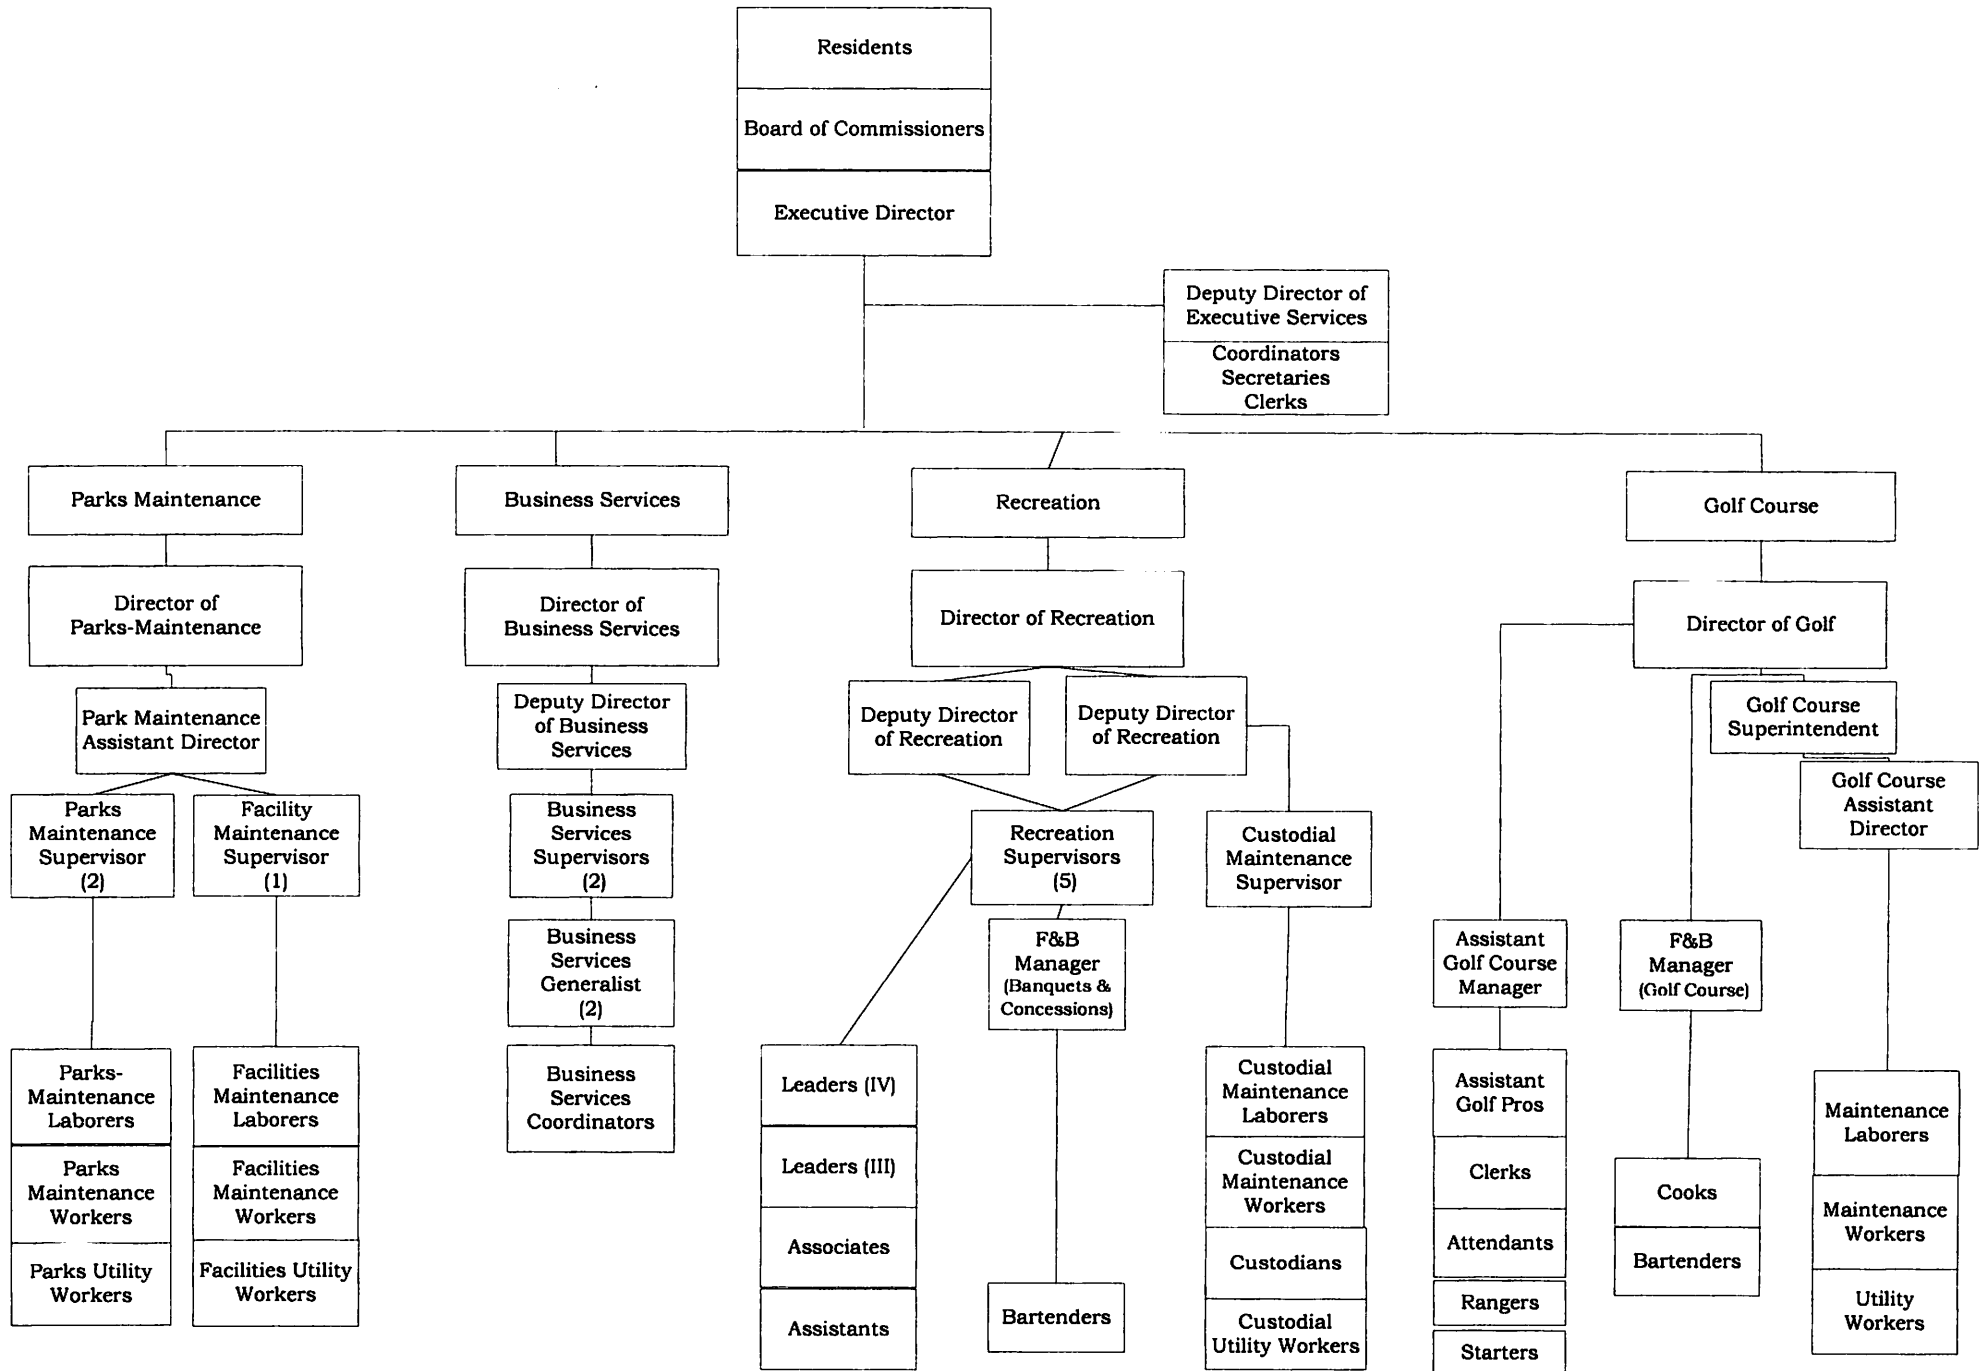 Residents
Board of Commissioners
Executive Director
Deputy Director of
Executive Services
Coordinators
Secretaries
Clerks
Parks Maintenance
Business Services
Recreation
Golf Course
Director of
Parks-Maintenance
Director of
Business Services
Director of Recreation
Director of Golf
Park Maintenance
Assistant Director
Deputy Director
of Business
Services
Deputy Director
of Recreation
Deputy Director
of Recreation
Golf Course
Superintendent
Golf Course
Assistant
Director
Parks
Maintenance
Supervisor
(2)
Facility
Maintenance
Supervisor
(1)
Business
Services
Supervisors
(2)
Recreation
Supervisors
(5)
Custodial
Maintenance
Supervisor
Business
Services
Generalist
(2)
F&B
Manager
(Banquets &
Concessions)
Assistant
Golf Course
Manager
F&B
Manager
(Golf Course)
Parks-
Maintenance
Laborers
Parks
Maintenance
Workers
Parks Utility
Workers
Facilities
Maintenance
Laborers
Facilities
Maintenance
Workers
Facilities Utility
Workers
Business
Services
Coordinators
Leaders (IV)
Leaders (III)
Associates
Assistants
Bartenders
Custodial
Maintenance
Laborers
Custodial
Maintenance
Workers
Custodians
Custodial
Utility Workers
Assistant
Golf Pros
Clerks
Attendants
Rangers
Starters
Cooks
Bartenders
Maintenance
Laborers
Maintenance
Workers
Utility
Workers